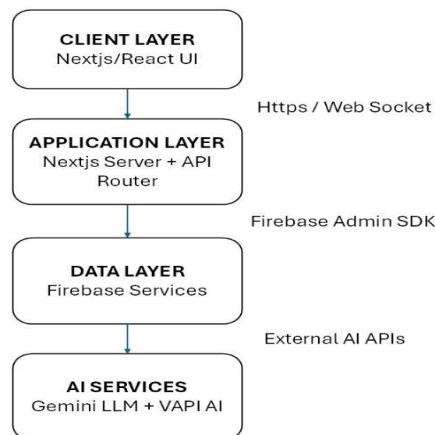 CLIENT LAYER
Nextjs/React UI
Https / Web Socket
APPLICATION LAYER
Nextjs Server + API
Router
Firebase Admin SDK
DATA LAYER
Firebase Services
External AI APIs
AI SERVICES
Gemini LLM + VAPI AI